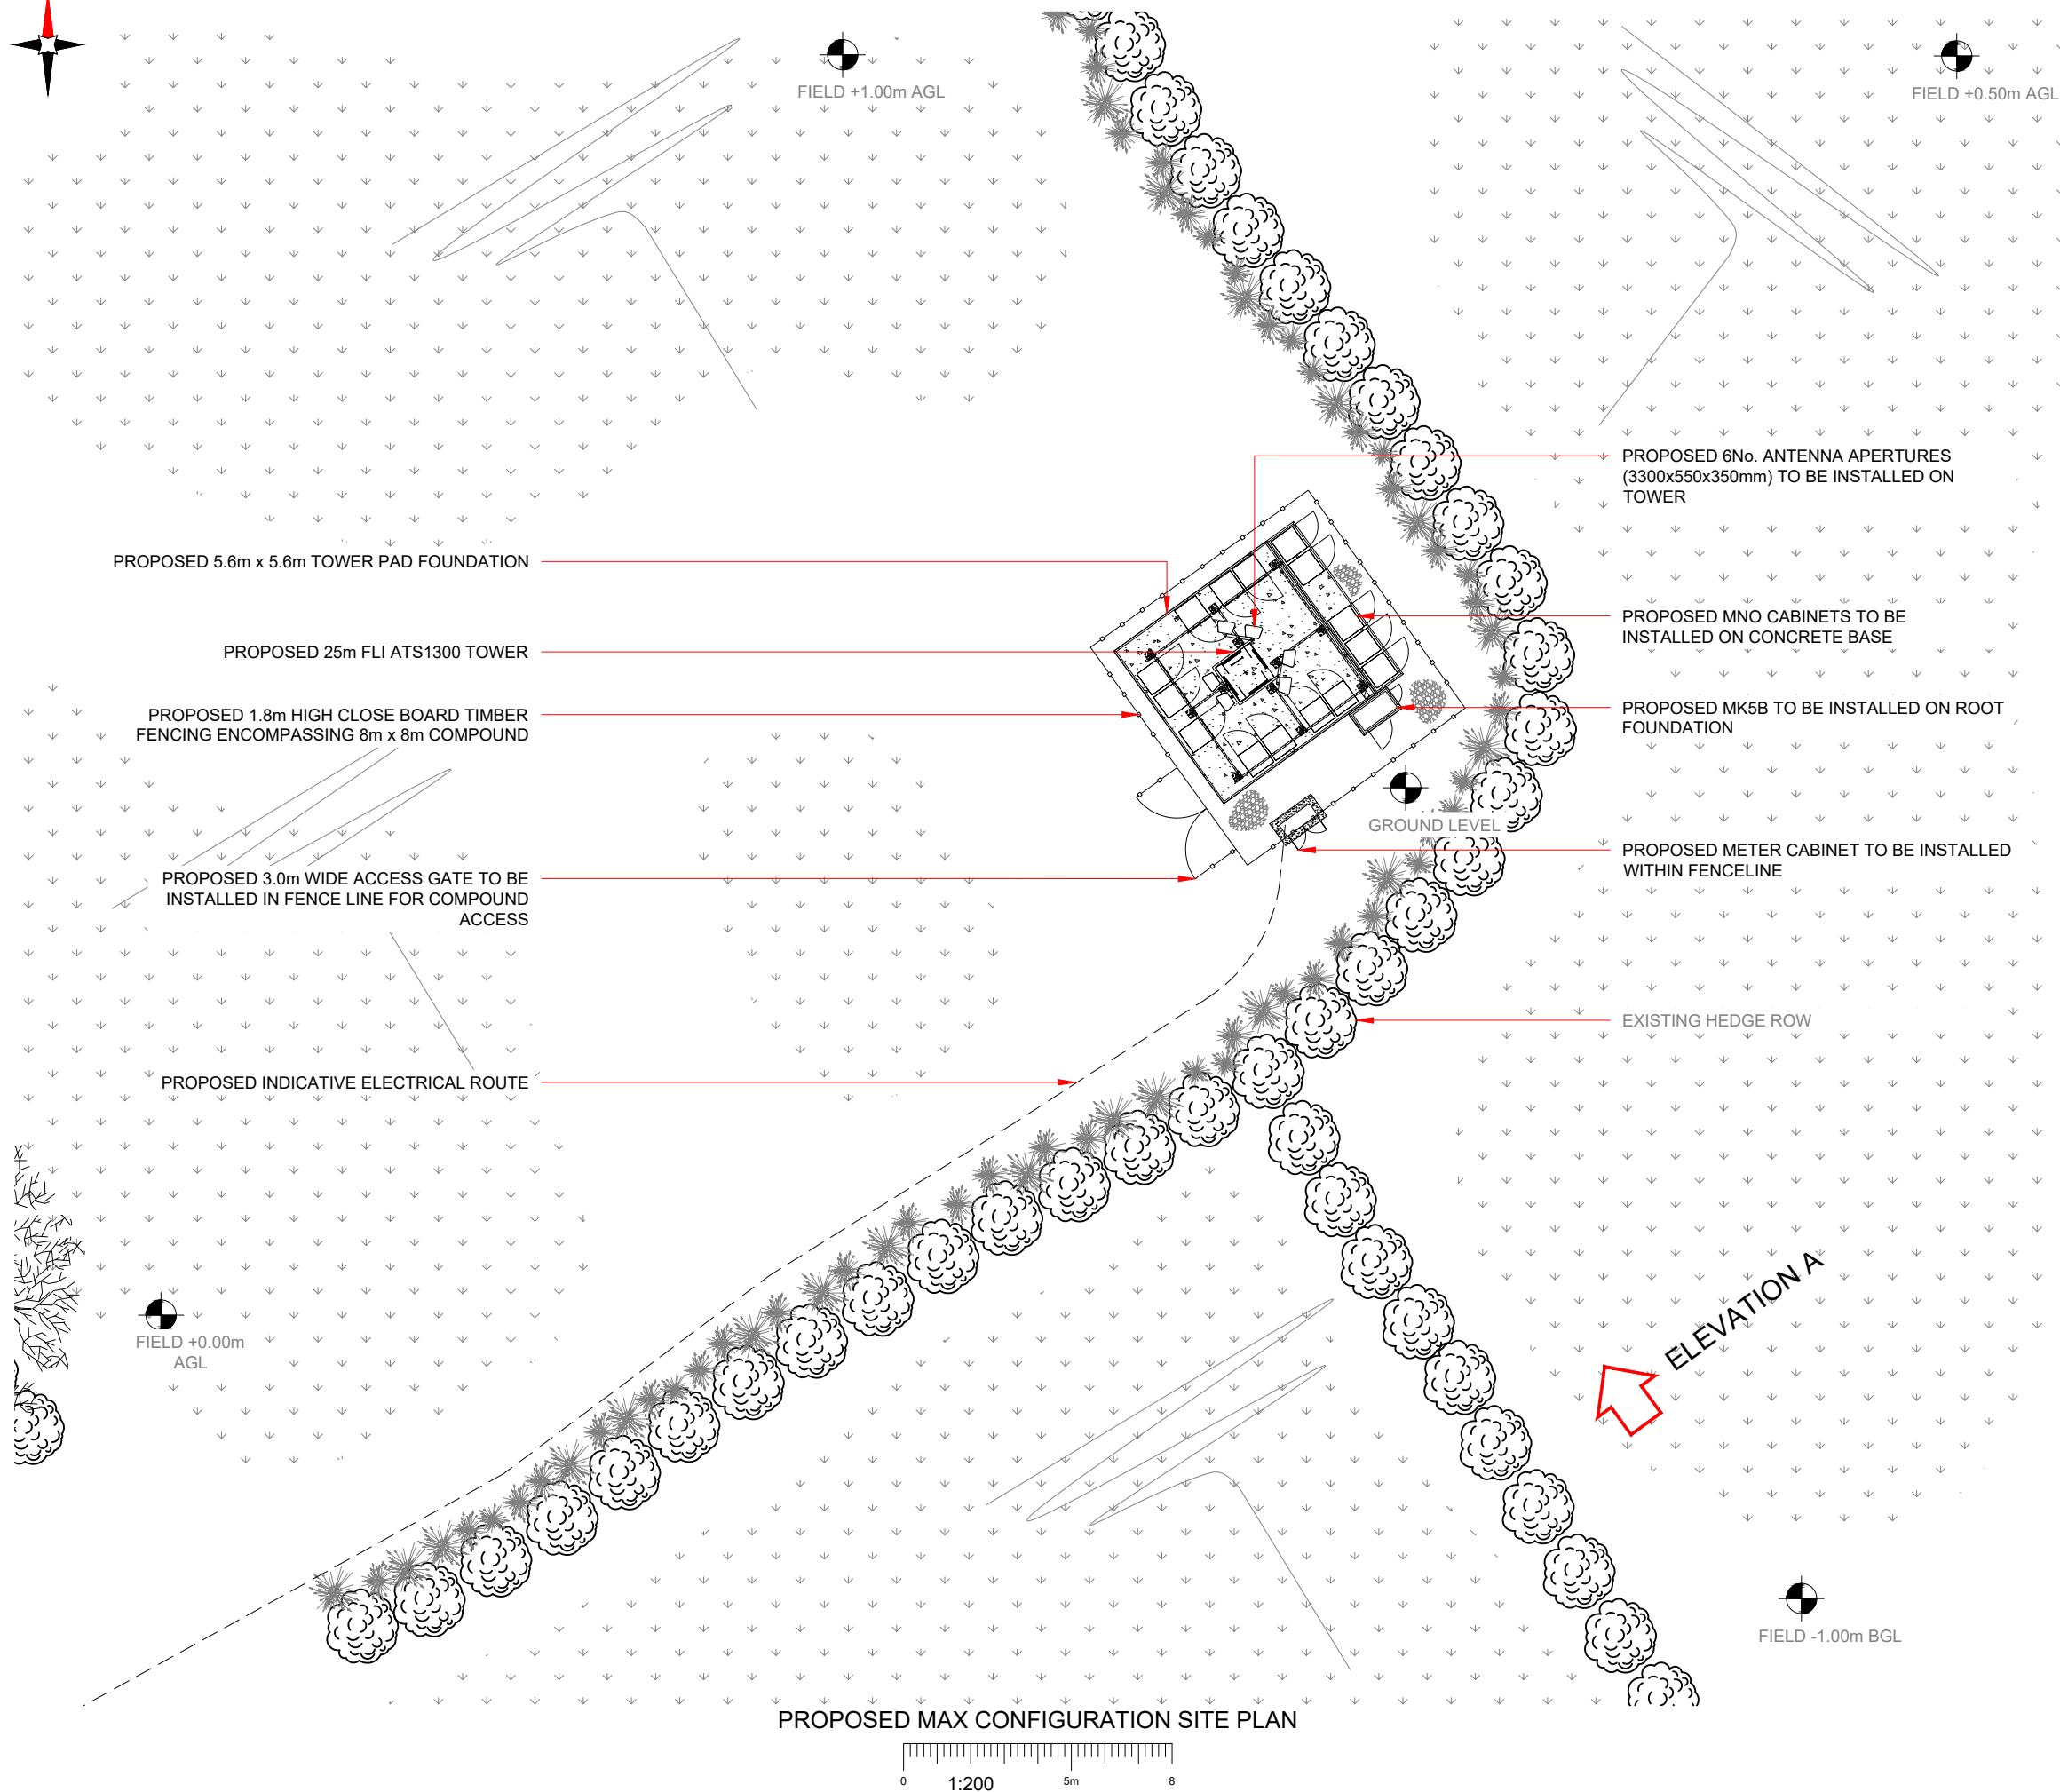 FIELD +1.00m AGL
FIELD +0.50m AGL
PROPOSED 6No. ANTENNA APERTURES
(3300x550x350mm) TO BE INSTALLED ON
TOWER
PROPOSED 5.6m x 5.6m TOWER PAD FOUNDATION
PROPOSED MNO CABINETS TO BE
INSTALLED ON CONCRETE BASE
PROPOSED 25m FLI ATS1300 TOWER
PROPOSED 1.8m HIGH CLOSE BOARD TIMBER
FENCING ENCOMPASSING 8m x 8m COMPOUND
PROPOSED MK5B TO BE INSTALLED ON ROOT
FOUNDATION
GROUND LEVEL
PROPOSED METER CABINET TO BE INSTALLED
WITHIN FENCELINE
PROPOSED 3.0m WIDE ACCESS GATE TO BE
INSTALLED IN FENCE LINE FOR COMPOUND
ACCESS
EXISTING HEDGE ROW
PROPOSED INDICATIVE ELECTRICAL ROUTE
ELEVATION A
FIELD +0.00m
AGL
FIELD -1.00m BGL
PROPOSED MAX CONFIGURATION SITE PLAN
0 1:200 5m 8